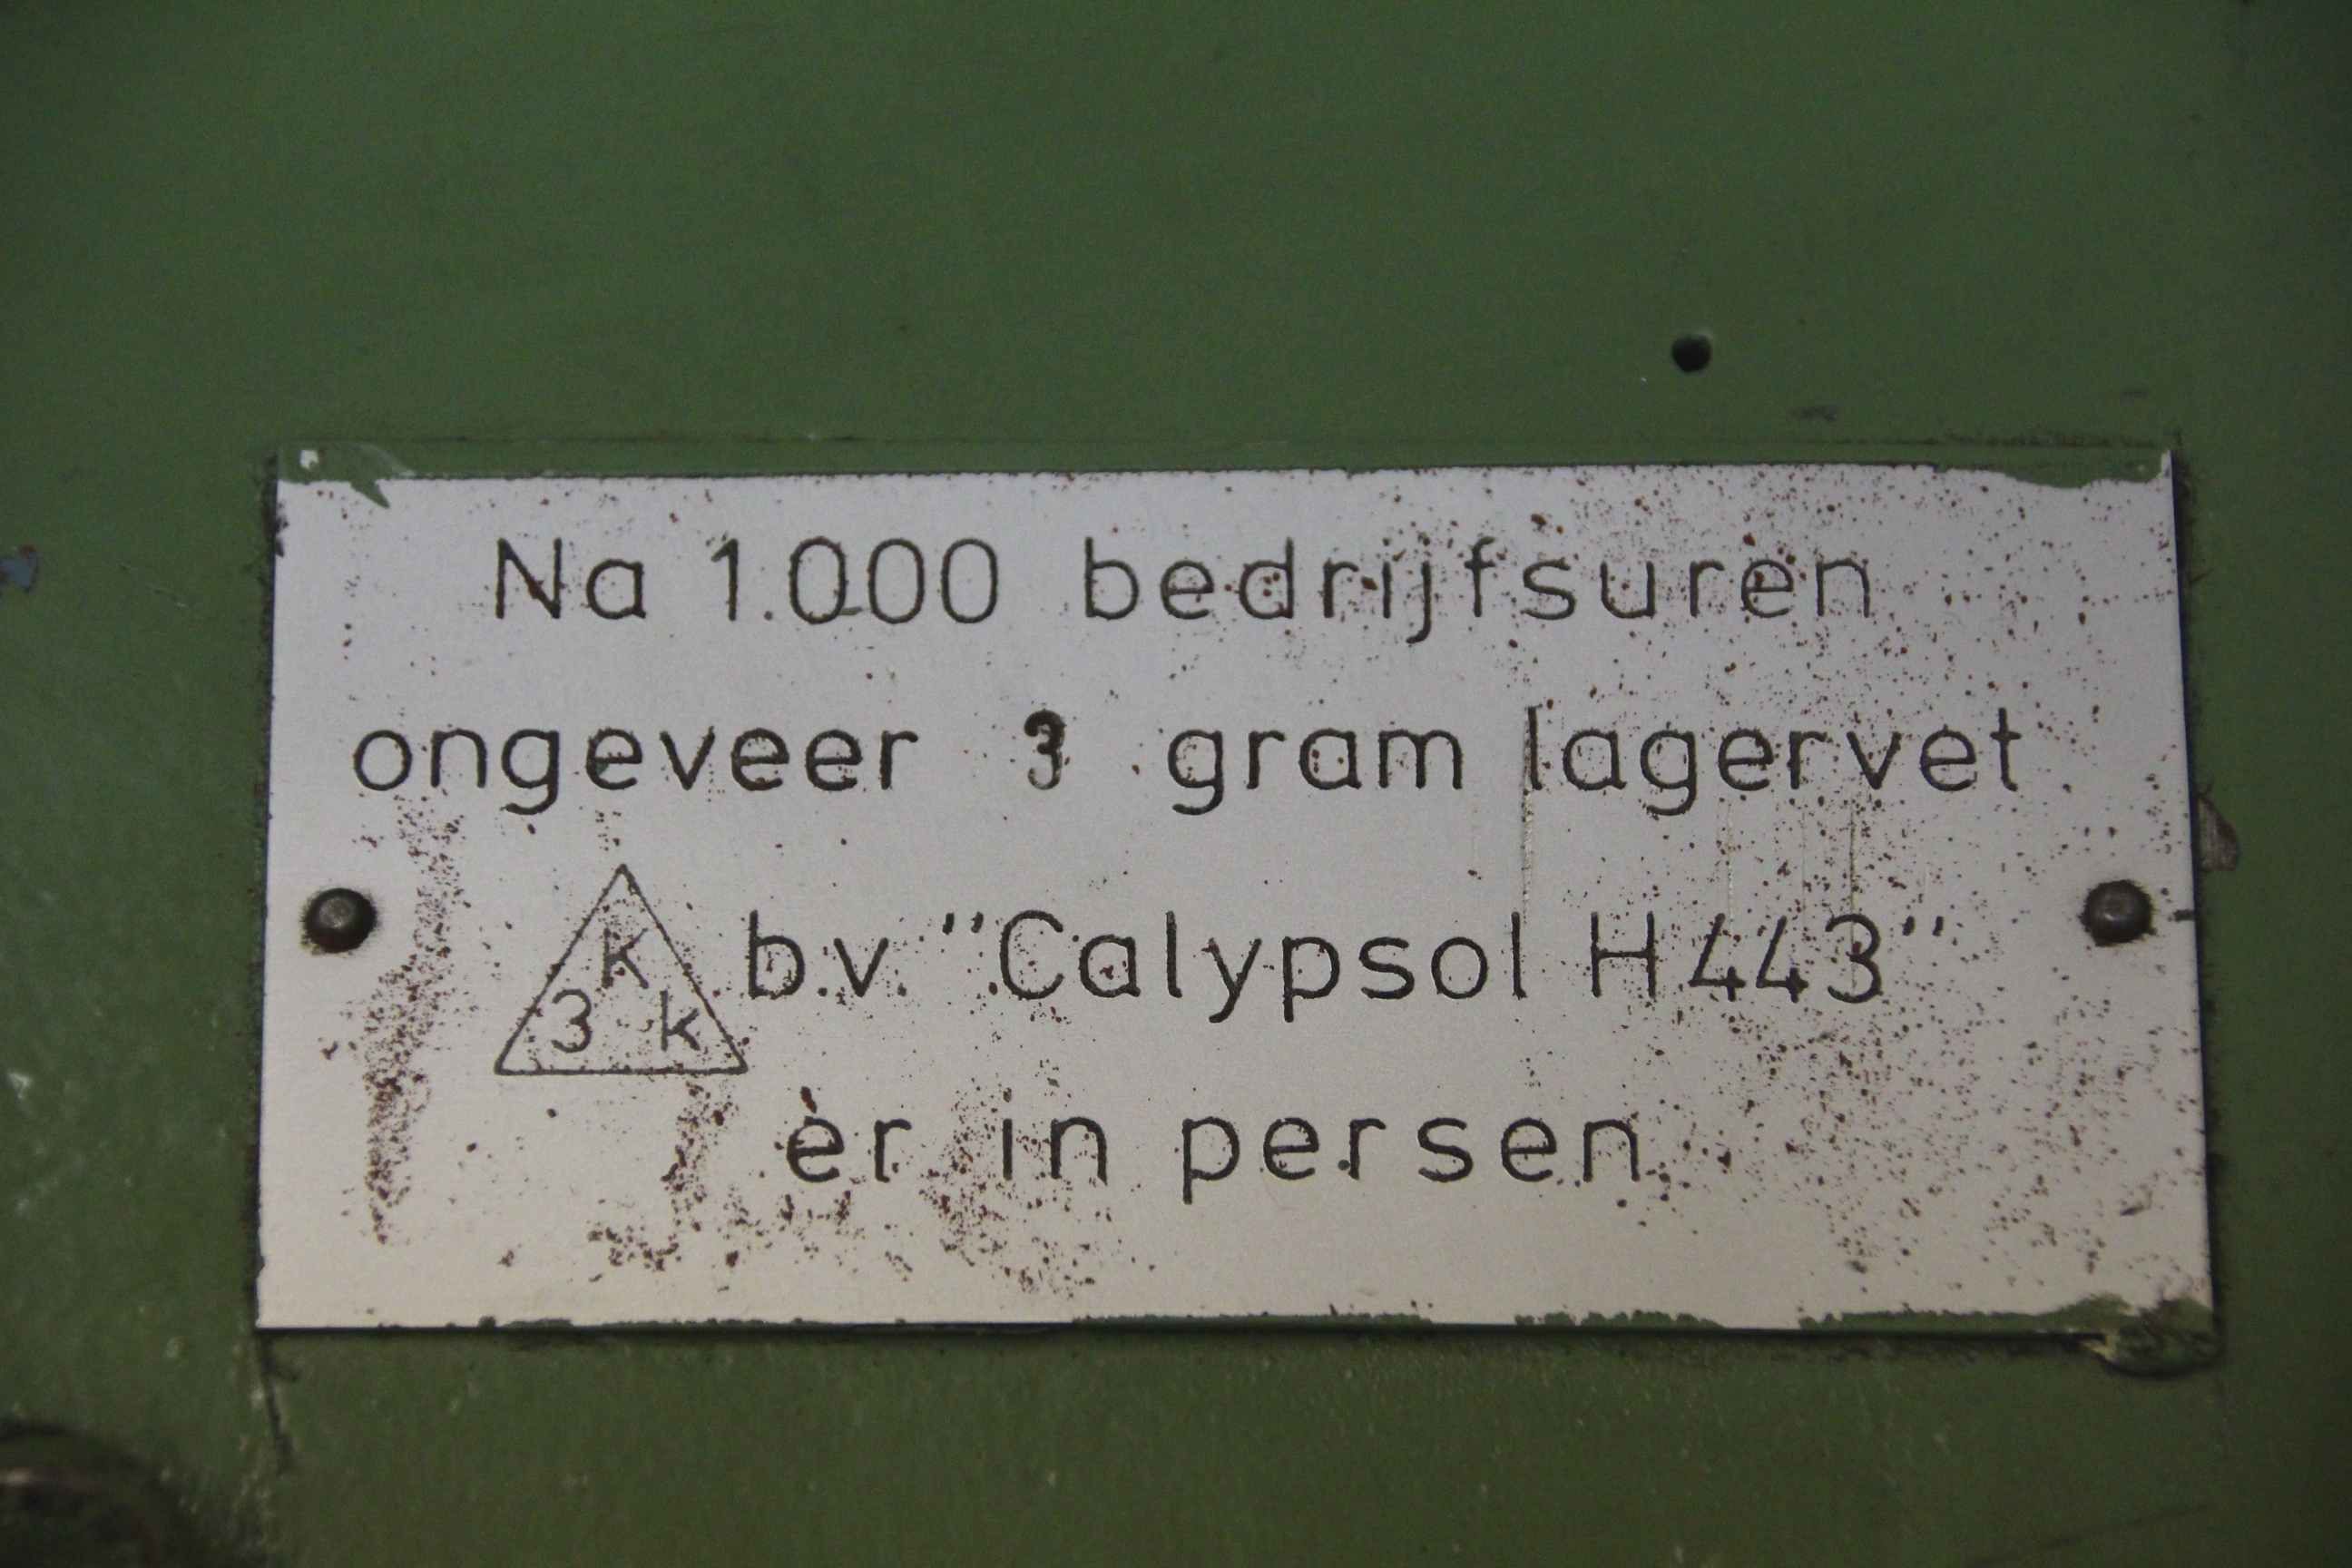 Na 1.000 bedrijfsuren
ongeveer 3 gram lagervet
k
3 k
b.v. "Calypsol H443"
er in persen